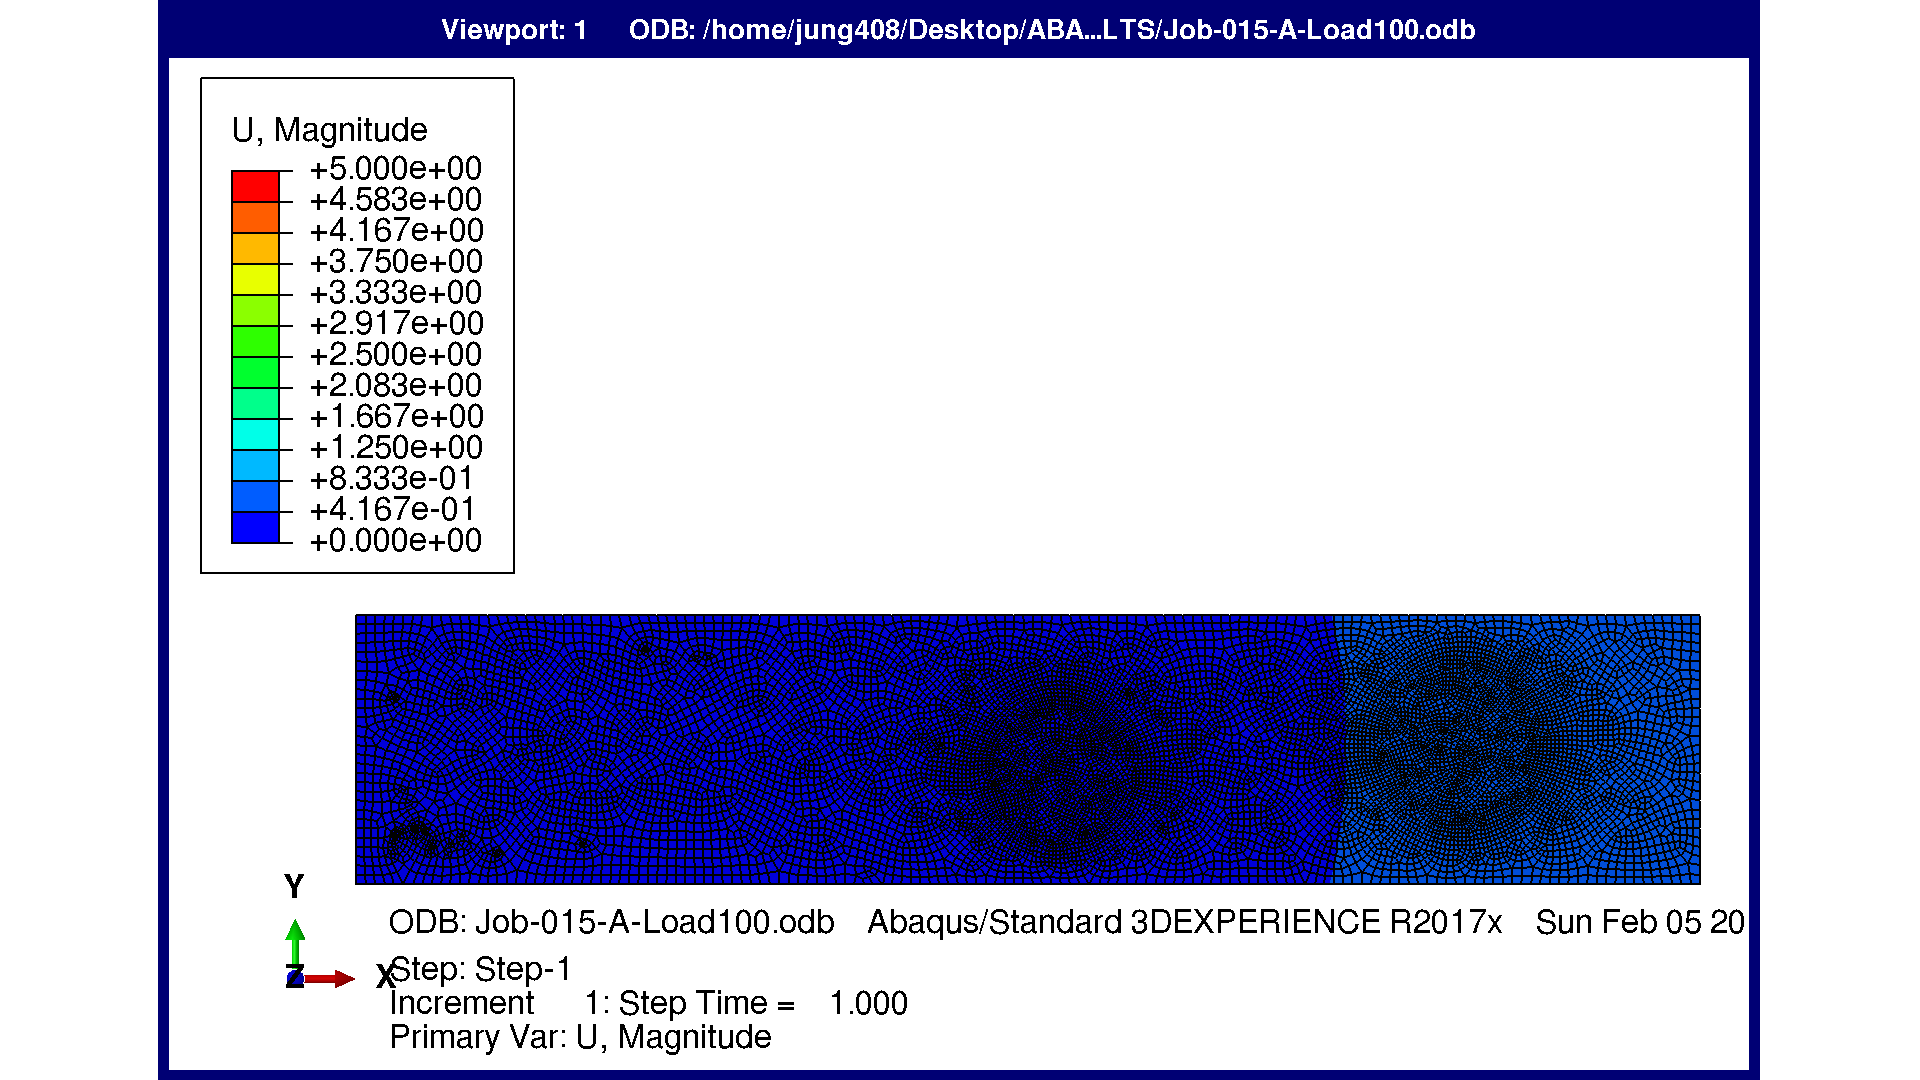 Viewport: 1 ODB: /home/jung408/Desktop/ABA...LTS/Job-015-A-Load100.odb
U, Magnitude
+5.000e+00
+4.583e+00
+4.167e+00
+3.750e+00
+3.333e+00
+2.917e+00
+2.500e+00
+2.083e+00
+1.667e+00
+1.250e+00
+8.333e-01
+4.167e-01
+0.000e+00
Y
Z
X
ODB: Job-015-A-Load100.odb Abaqus/Standard 3DEXPERIENCE R2017x Sun Feb 05 20
Step: Step-1
Increment 1: Step Time = 1.000
Primary Var: U, Magnitude